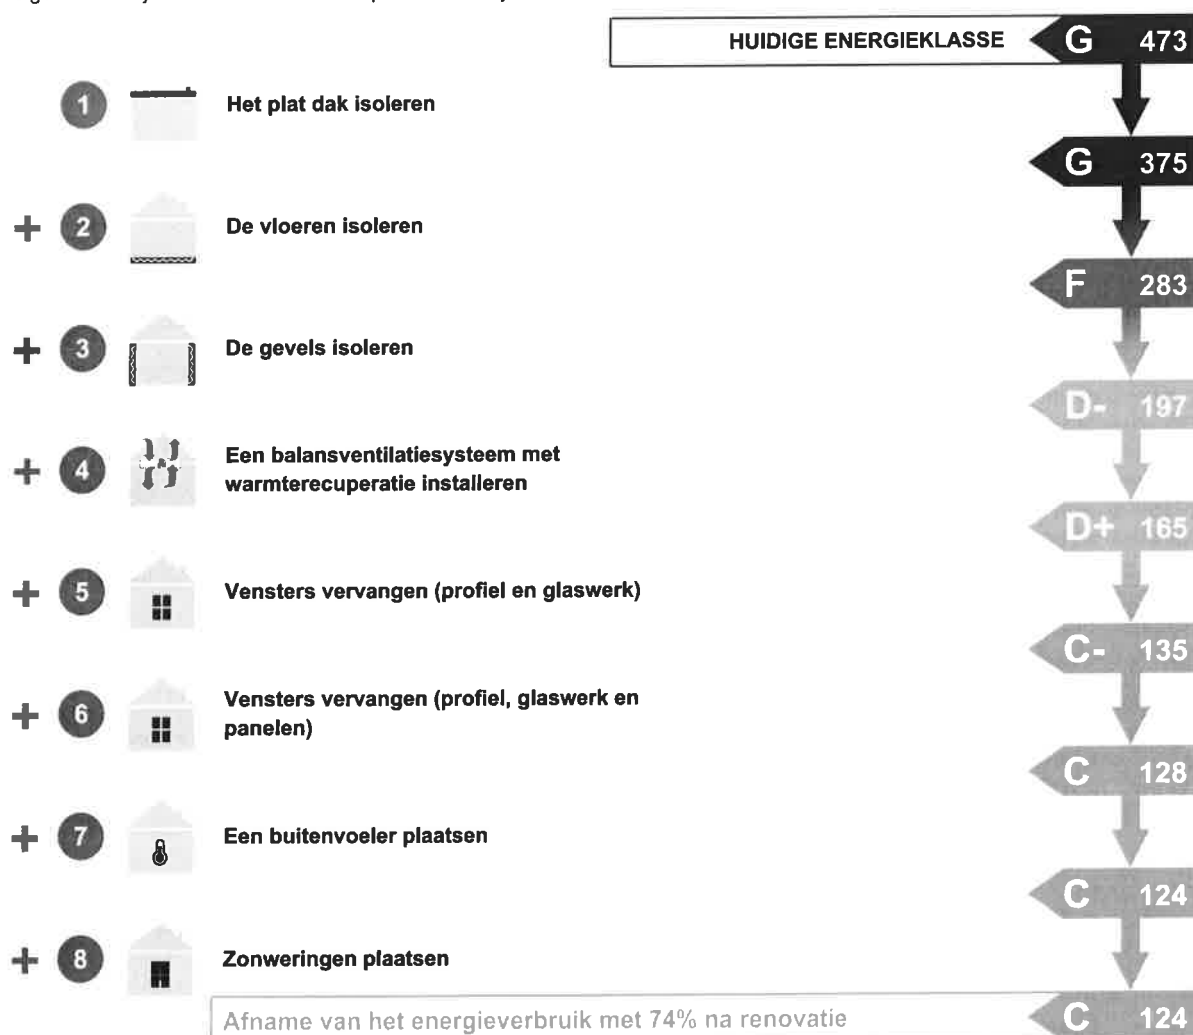 HUIDIGE ENERGIEKLASSE G 473
1 Het plat dak isoleren
G 375
+ 2 De vloeren isoleren
F 283
+ 3 De gevels isoleren
D- 197
+ 4 Een balansventilatiesysteem met
warmterecuperatie installeren
D+ 165
+ 5 Vensters vervangen (profiel en glaswerk)
C- 135
+ 6 Vensters vervangen (profiel, glaswerk en
panelen)
C 128
+ 7 Een buitenvoeler plaatsen
C 124
+ 8 Zonweringen plaatsen
Afname van het energieverbruik met 74% na renovatie C 124